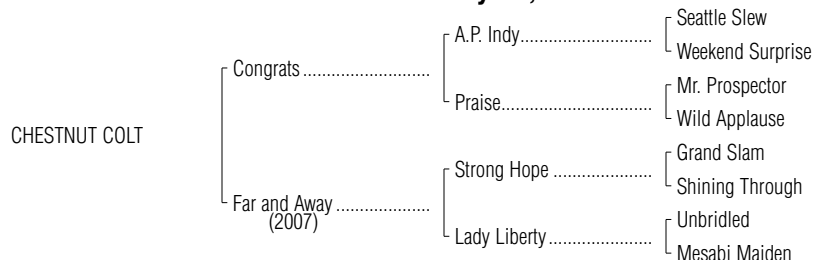 Seattle Slew
A.P. Indy
Weekend Surprise
Congrats
Mr. Prospector
Praise
Wild Applause
CHESTNUT COLT
Grand Slam
Strong Hope
Shining Through
Far and Away
(2007)
Unbridled
Lady Liberty
Mesabi Maiden